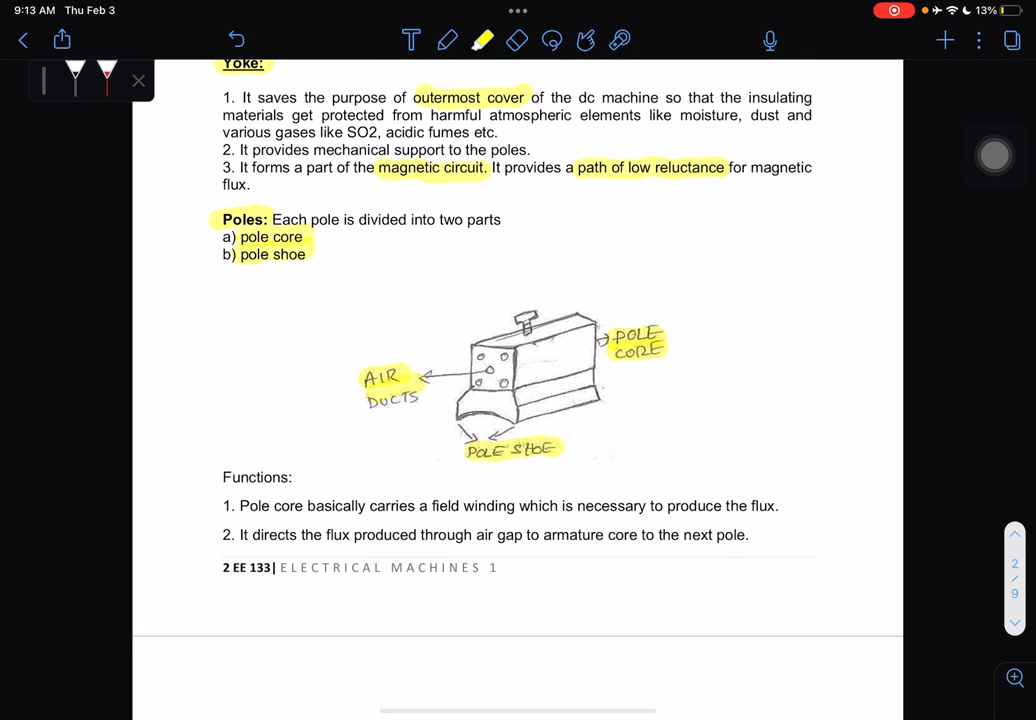 9:13 AM Thu Feb 3
13%
Yoke:
1. It saves the purpose of outermost cover of the dc machine so that the insulating
materials get protected from harmful atmospheric elements like moisture, dust and
various gases like SO2, acidic fumes etc.
2. It provides mechanical support to the poles.
3. It forms a part of the magnetic circuit. It provides a path of low reluctance for magnetic
flux.
Poles: Each pole is divided into two parts
a) pole core
b) pole shoe
POLE
CORE
AIR
DUCTS
POLE SHOE
Functions:
1. Pole core basically carries a field winding which is necessary to produce the flux.
2. It directs the flux produced through air gap to armature core to the next pole.
2 EE 133| ELECTRICAL MACHINES 1
2
/
9